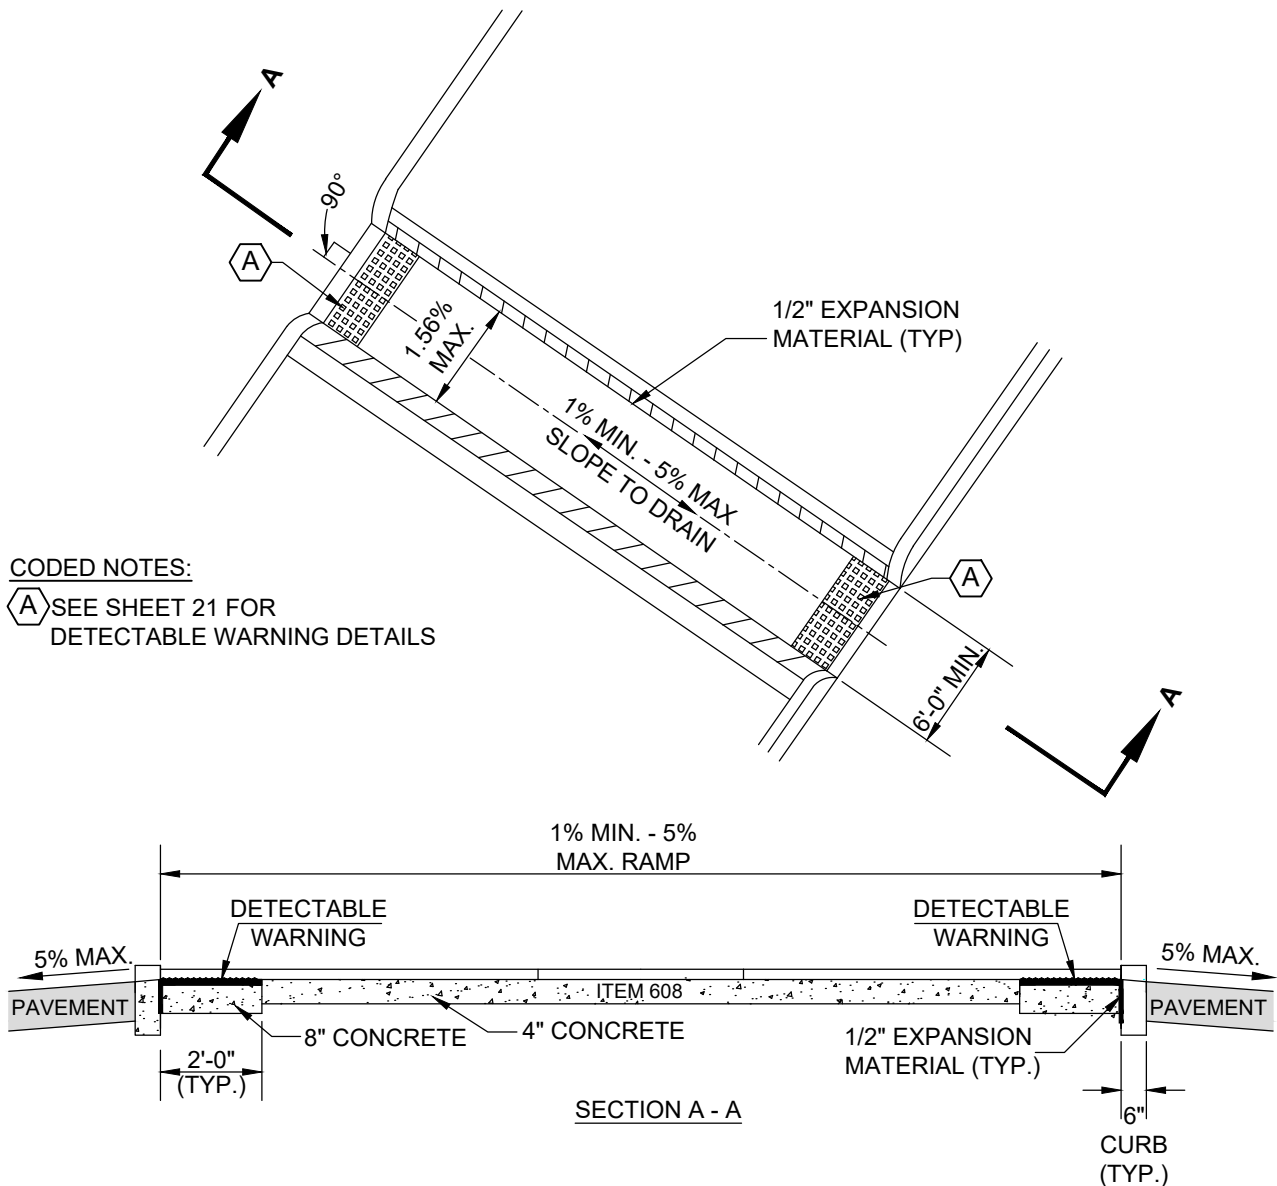 A
90°
A
1.56%
MAX.
1/2" EXPANSION
MATERIAL (TYP)
1% MIN. - 5% MAX
SLOPE TO DRAIN
CODED NOTES:
A SEE SHEET 21 FOR
DETECTABLE WARNING DETAILS
A
6'-0" MIN.
A
1% MIN. - 5%
MAX. RAMP
DETECTABLE
WARNING
DETECTABLE
WARNING
5% MAX.
5% MAX.
PAVEMENT
ITEM 608
PAVEMENT
8" CONCRETE
4" CONCRETE
1/2" EXPANSION
MATERIAL (TYP.)
2'-0"
(TYP.)
SECTION A - A
6"
CURB
(TYP.)